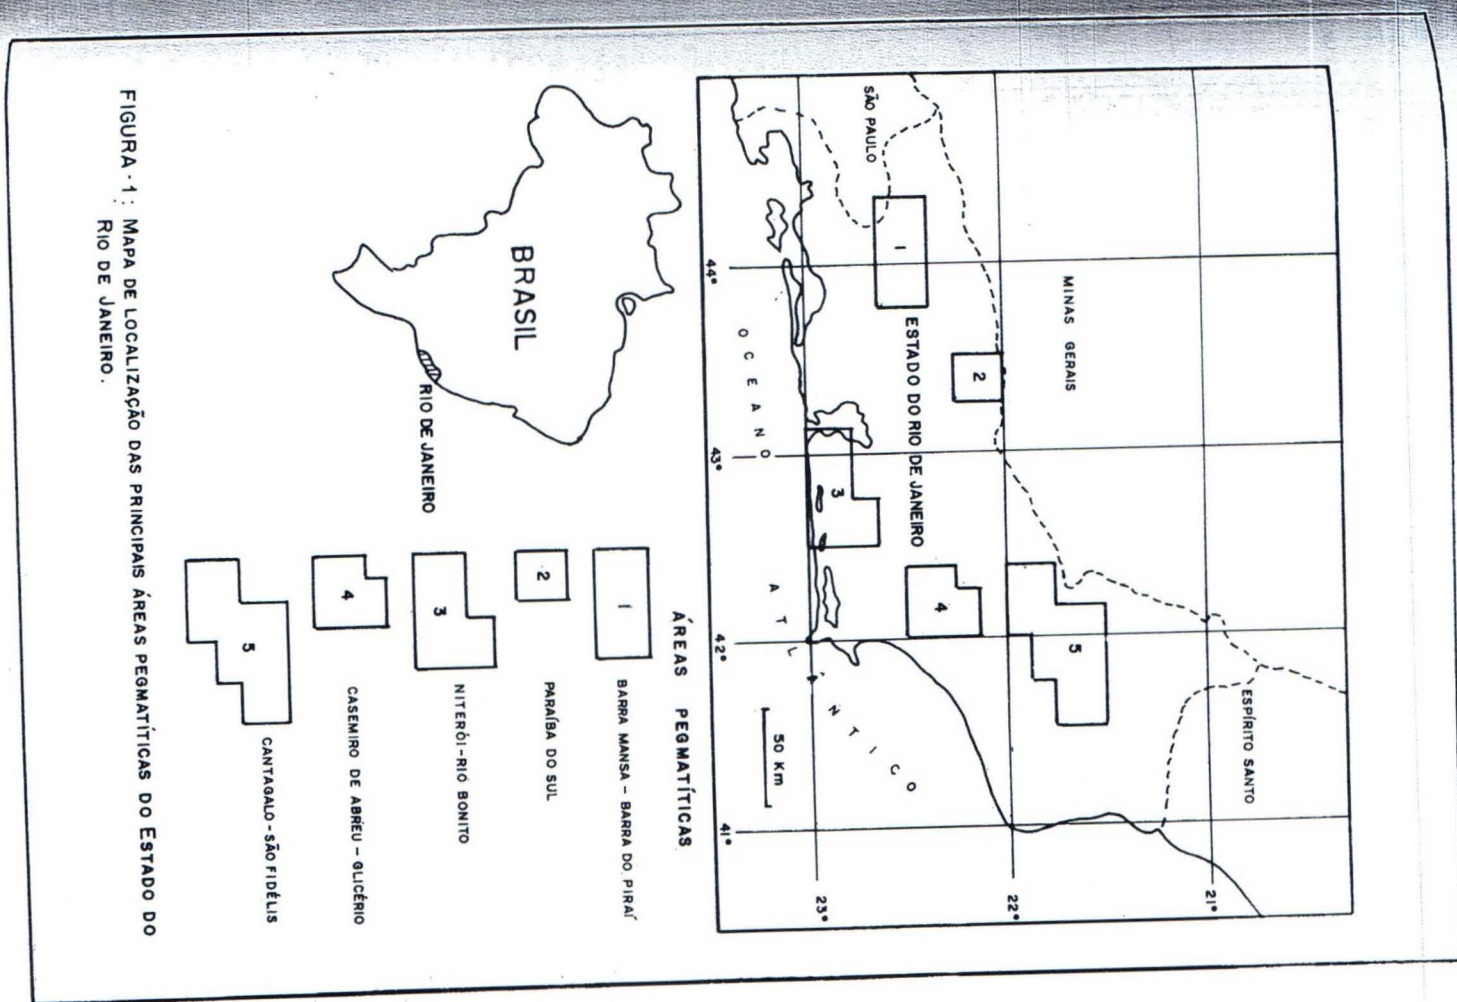 SÃO PAULO
MINAS GERAIS
ESPÍRITO SANTO
ESTADO DO RIO DE JANEIRO
1
2
3
4
5
21°
22°
23°
44°
43°
42°
41°
OCEANO ATLÂNTICO
50 Km
BRASIL
RIO DE JANEIRO
ÁREAS PEGMATÍTICAS
1 BARRA MANSA - BARRA DO PIRAÍ
2 PARAÍBA DO SUL
3 NITERÓI-RIÓ BONITO
4 CASEMIRO DE ABREU - GLICÉRIO
5 CANTAGALO - SÃO FIDÉLIS
FIGURA - 1 : MAPA DE LOCALIZAÇÃO DAS PRINCIPAIS ÁREAS PEGMATÍTICAS DO ESTADO DO
RIO DE JANEIRO.